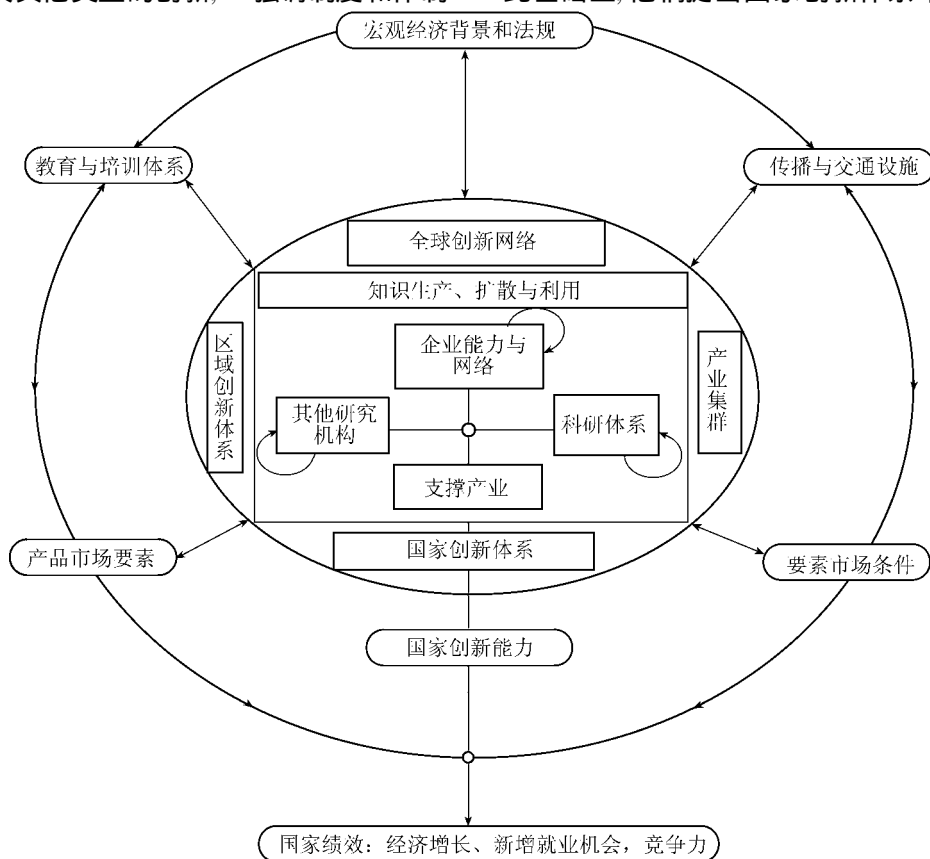 宏观经济背景和法规
教育与培训体系
传播与交通设施
全球创新网络
知识生产、扩散与利用
企业能力与
网络
区域创新体系
产业集群
其他研究
机构
科研体系
支撑产业
国家创新体系
产品市场要素
要素市场条件
国家创新能力
国家绩效：经济增长、新增就业机会，竞争力